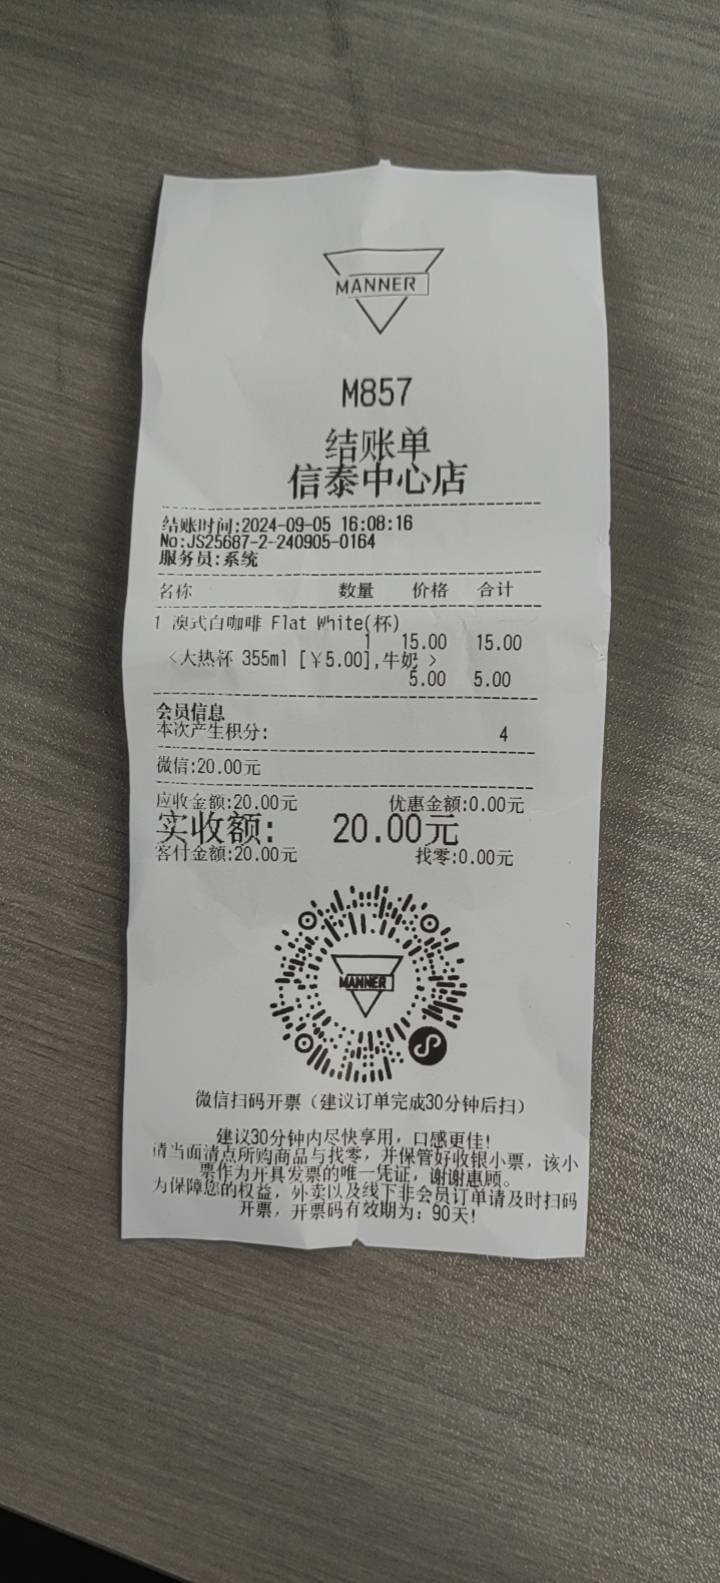 MANNER
M857
结账单
信泰中心店
结账时间:2024-09-05 16:08:16
No:JS25687-2-240905-0164
服务员:系统
名称 数量 价格 合计
1 澳式白咖啡 Flat White(杯)
1 15.00 15.00
<大热杯 355ml [￥5.00],牛奶 >
5.00 5.00
会员信息
本次产生积分: 4
微信:20.00元
应收金额:20.00元 优惠金额:0.00元
实收额: 20.00元
客付金额:20.00元 找零:0.00元
MANNER
微信扫码开票（建议订单完成30分钟后扫）
建议30分钟内尽快享用，口感更佳!
请当面清点所购商品与找零，并保管好收银小票，该小
票作为开具发票的唯一凭证，谢谢惠顾。
为保障您的权益，外卖以及线下非会员订单请及时扫码
开票，开票码有效期为：90天!